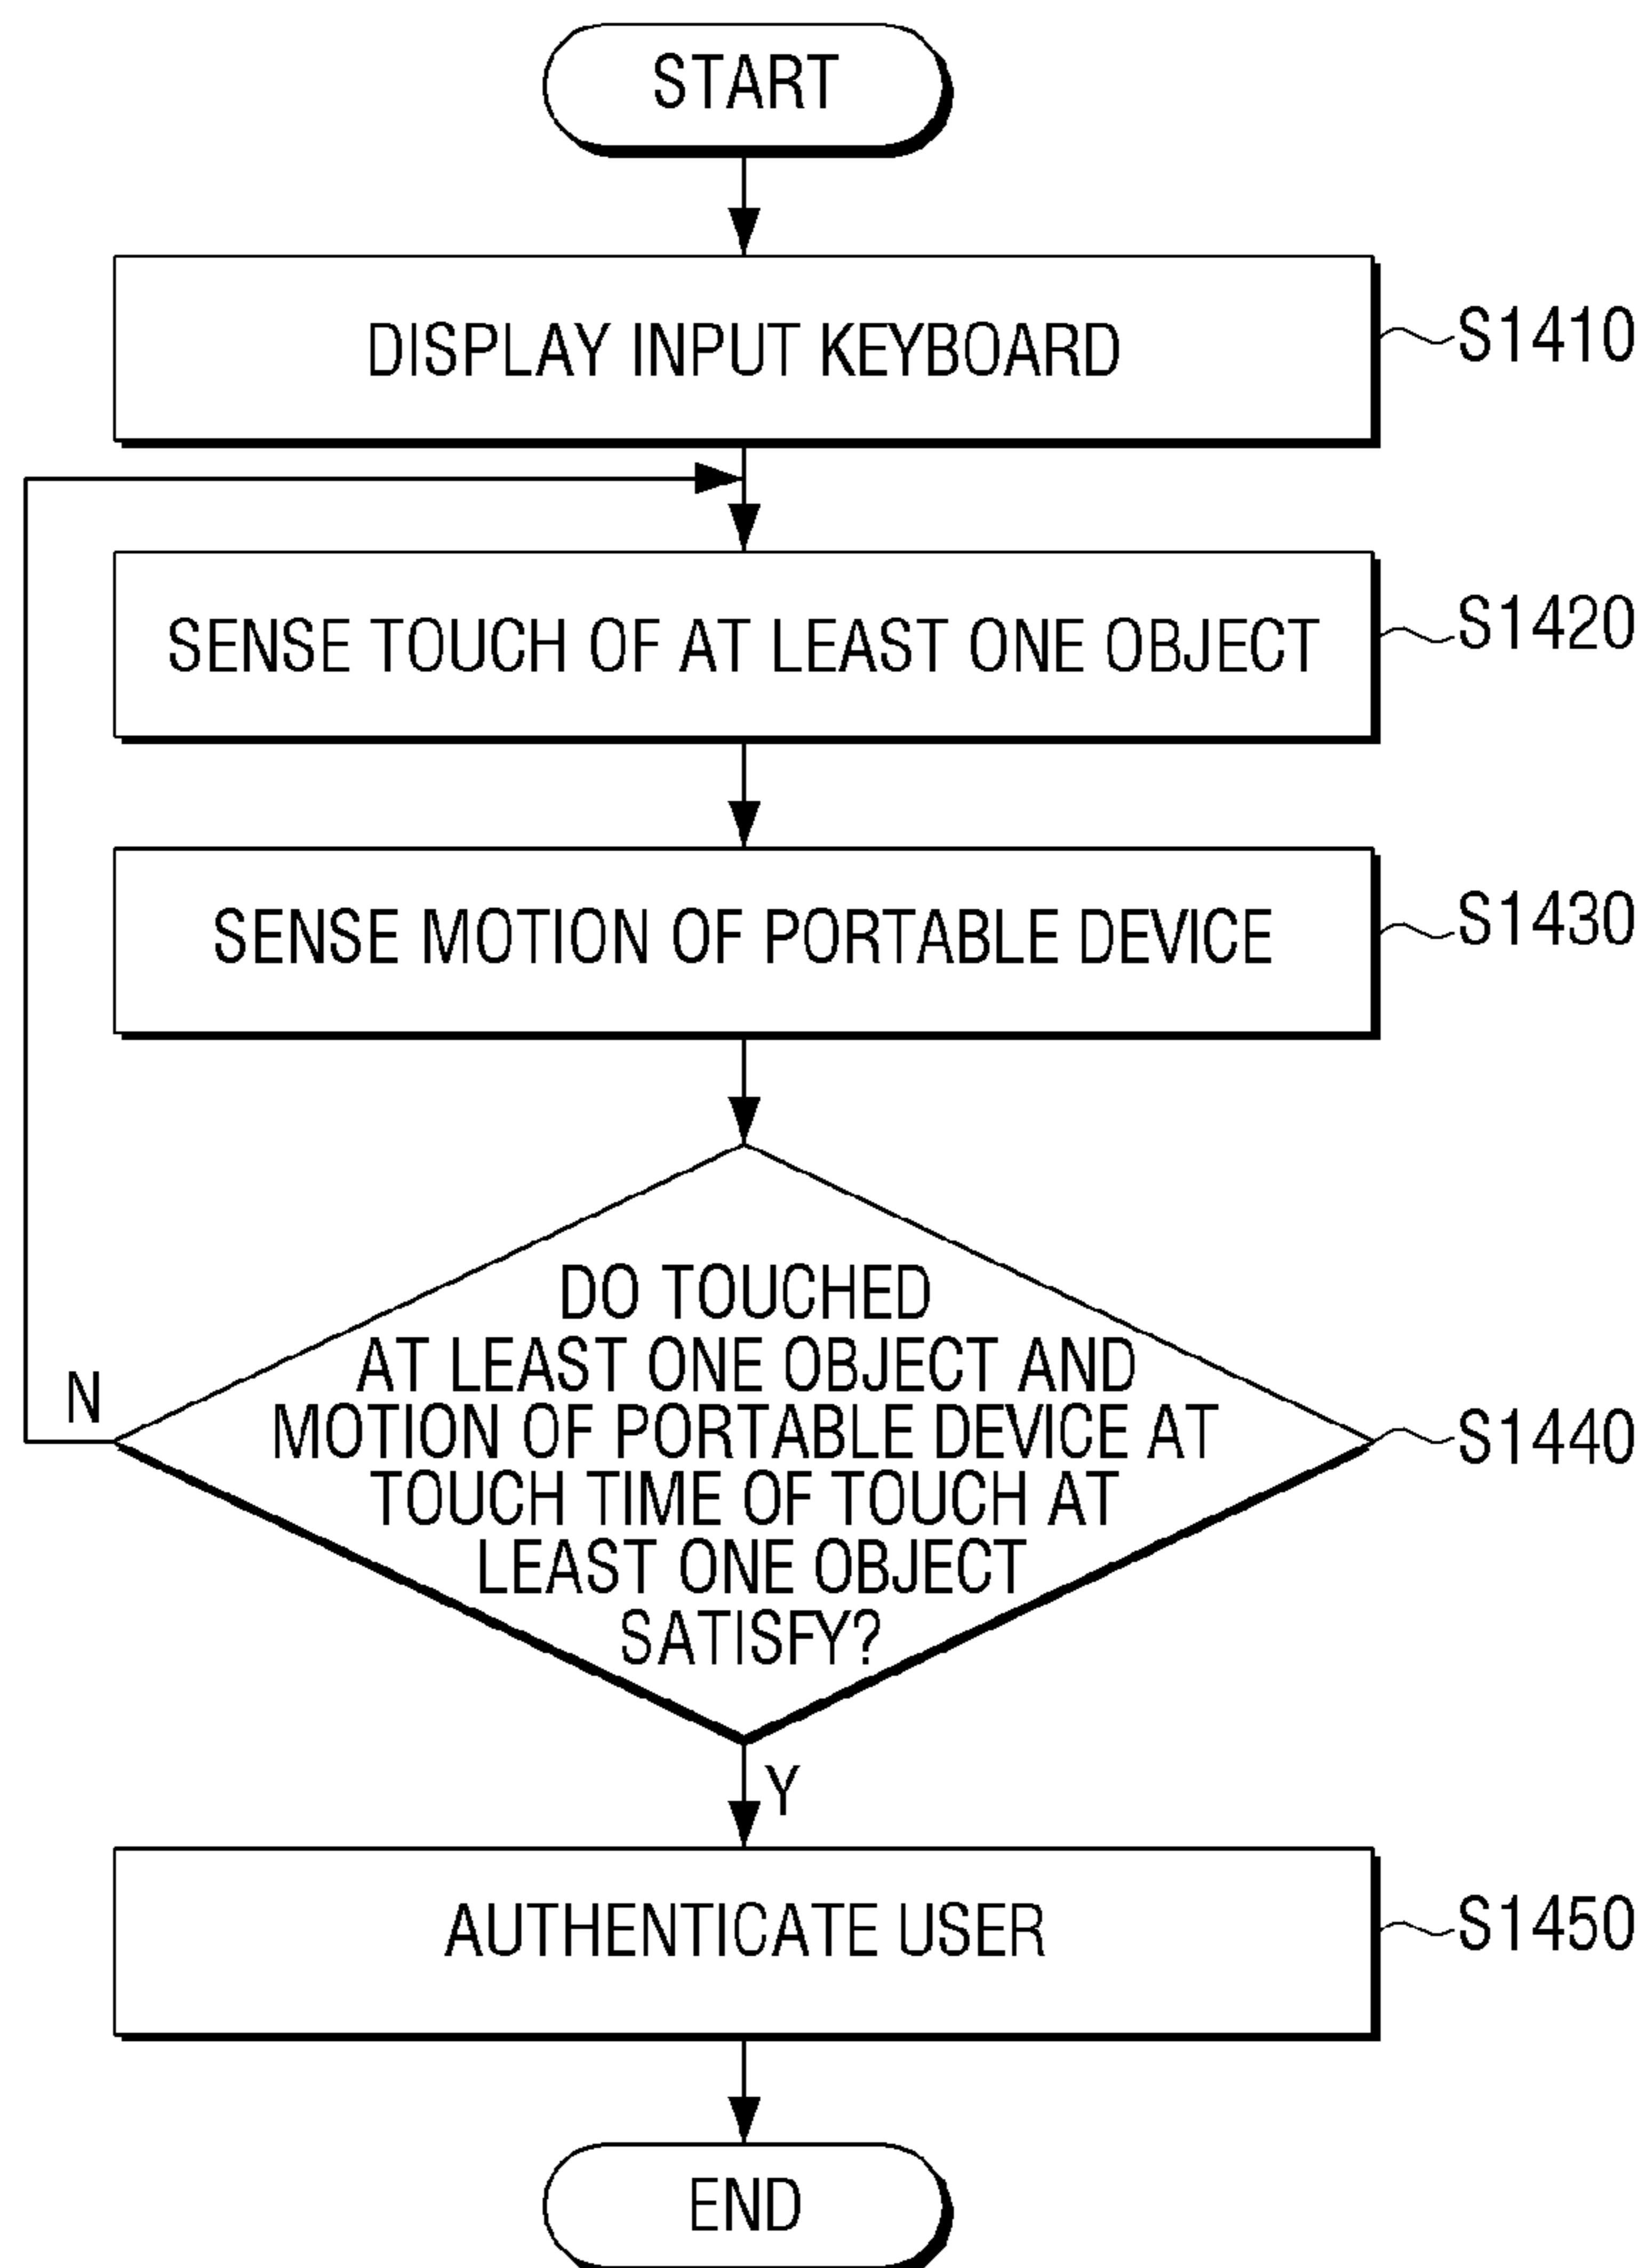 START
DISPLAY INPUT KEYBOARD
S1410
SENSE TOUCH OF AT LEAST ONE OBJECT
S1420
SENSE MOTION OF PORTABLE DEVICE
S1430
DO TOUCHED
AT LEAST ONE OBJECT AND
MOTION OF PORTABLE DEVICE AT
TOUCH TIME OF TOUCH AT
LEAST ONE OBJECT
SATISFY?
N
S1440
Y
AUTHENTICATE USER
S1450
END